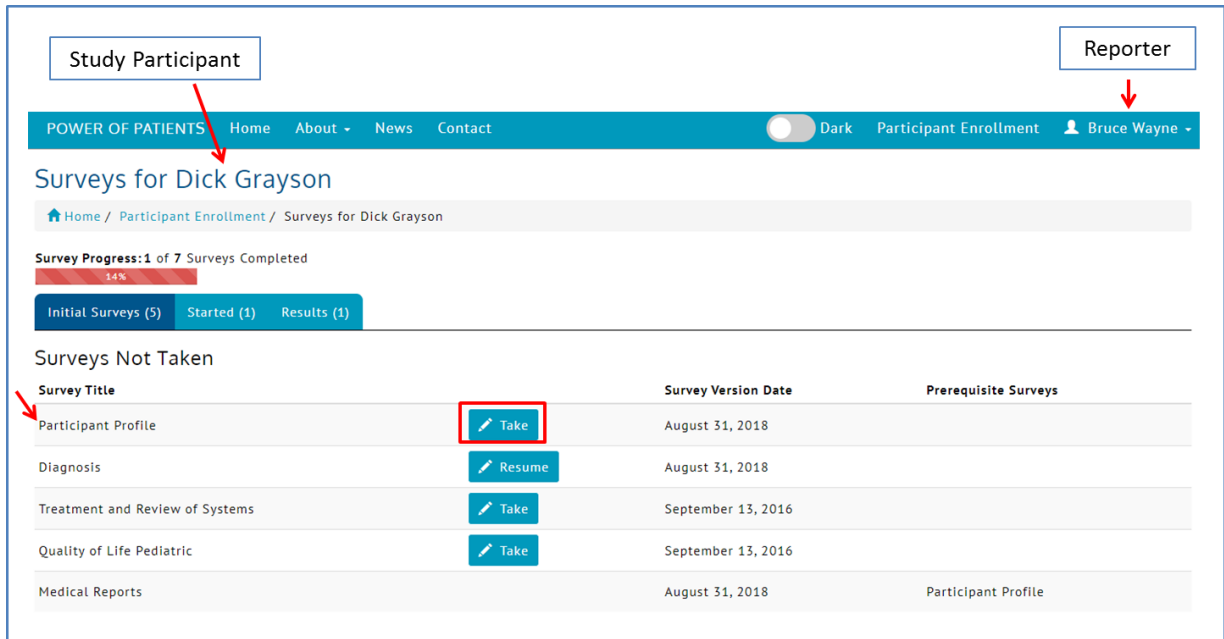 Study Participant
Reporter
POWER OF PATIENTS Home About News Contact Dark Participant Enrollment Bruce Wayne
Surveys for Dick Grayson
Home / Participant Enrollment / Surveys for Dick Grayson
Survey Progress:1 of 7 Surveys Completed
14%
Initial Surveys (5) Started (1) Results (1)
Surveys Not Taken
Survey Title Survey Version Date Prerequisite Surveys
Participant Profile Take August 31, 2018
Diagnosis Resume August 31, 2018
Treatment and Review of Systems Take September 13, 2016
Quality of Life Pediatric Take September 13, 2016
Medical Reports August 31, 2018 Participant Profile